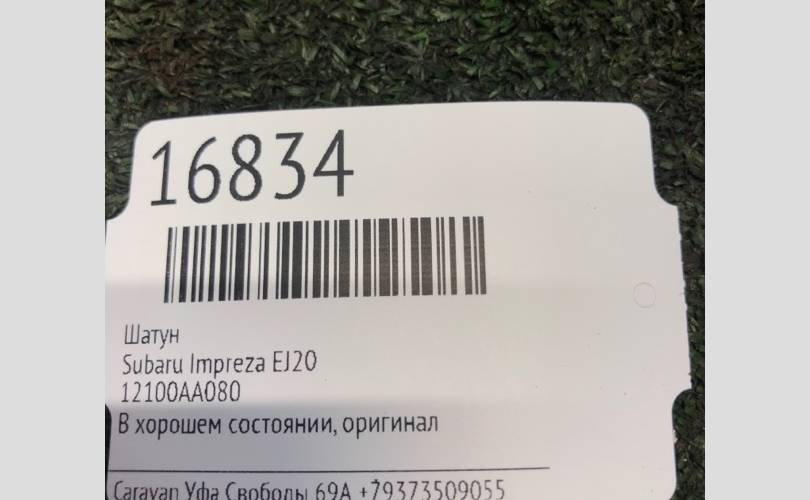 16834
Шатун
Subaru Impreza EJ20
12100AA080
В хорошем состоянии, оригинал
Caravan Уфа Свободы 69А +79373509055